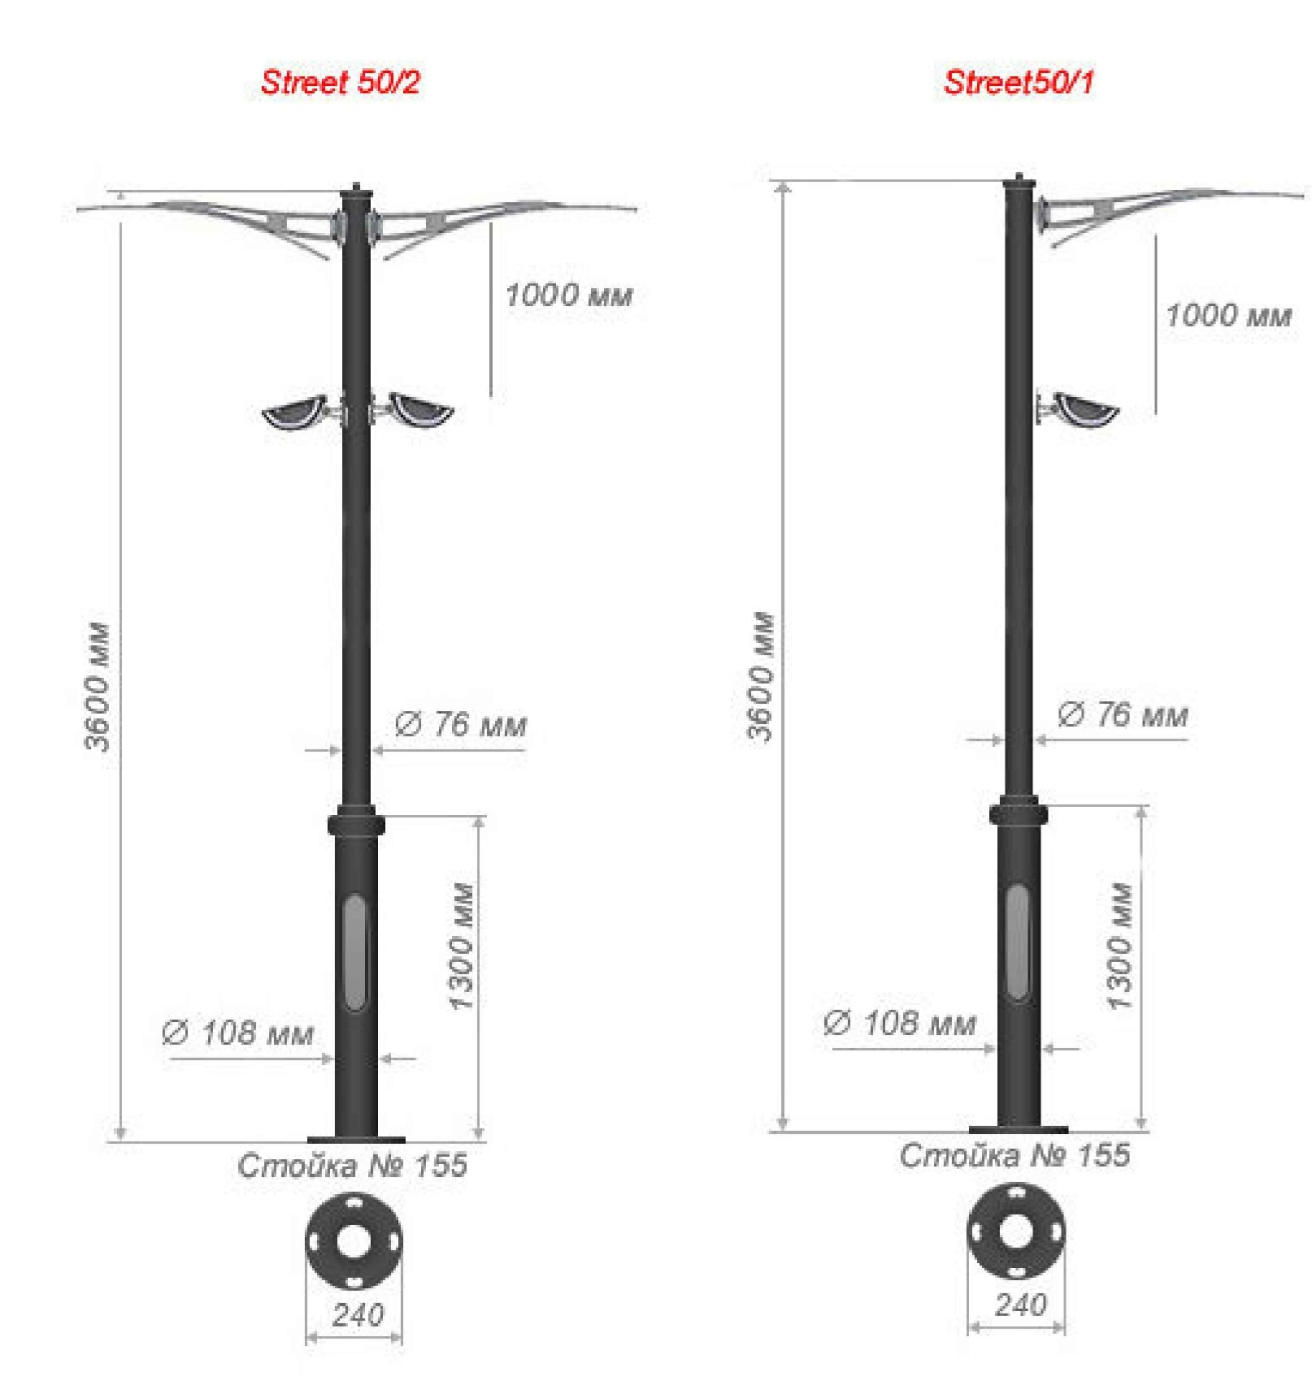 Street 50/2
1000 мм
3600 мм
Ø 76 мм
1300 мм
Ø 108 мм
Стойка № 155
240
Street50/1
1000 мм
3600 мм
Ø 76 мм
1300 мм
Ø 108 мм
Стойка № 155
240